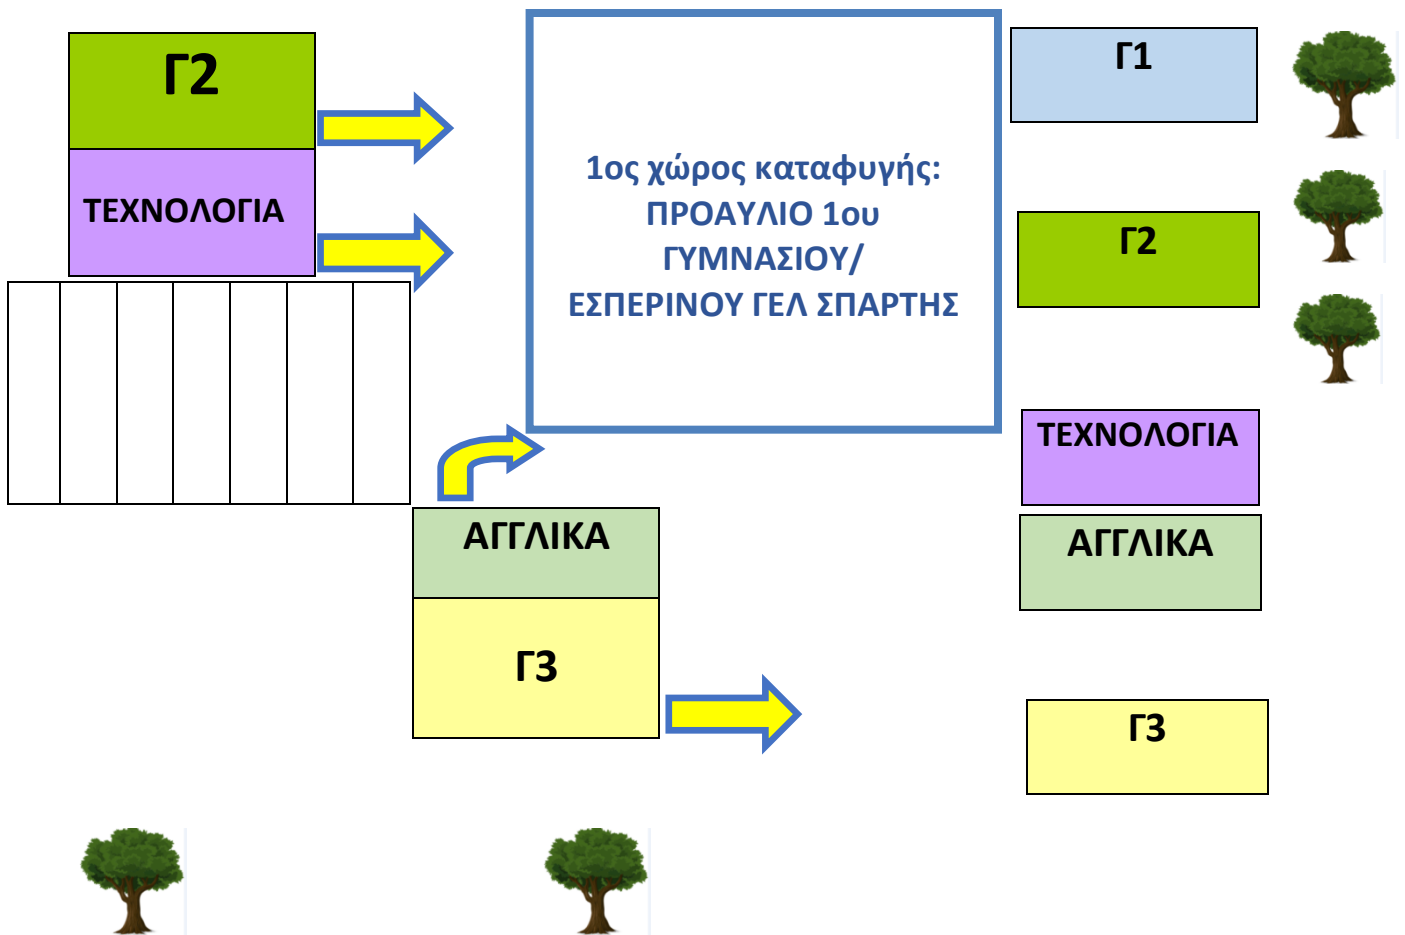 Γ2
ΤΕΧΝΟΛΟΓΙΑ
1ος χώρος καταφυγής:
ΠΡΟΑΥΛΙΟ 1ου
ΓΥΜΝΑΣΙΟΥ/
ΕΣΠΕΡΙΝΟΥ ΓΕΛ ΣΠΑΡΤΗΣ
Γ1
Γ2
ΤΕΧΝΟΛΟΓΙΑ
ΑΓΓΛΙΚΑ
Γ3
ΑΓΓΛΙΚΑ
Γ3